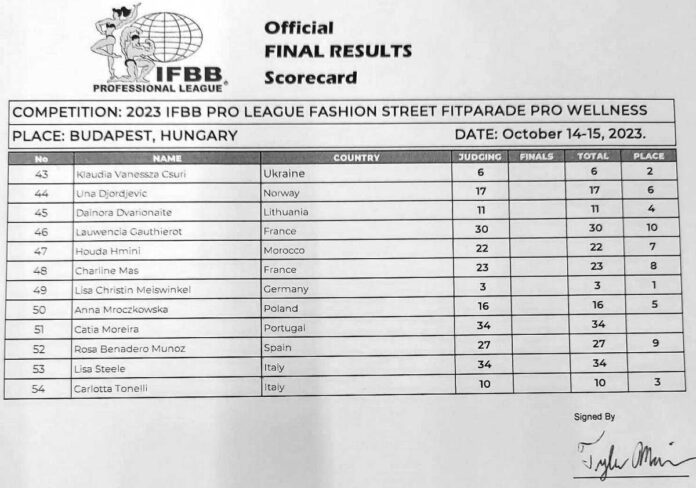 Official
FINAL RESULTS
Scorecard
IFBB
PROFESSIONAL LEAGUE
COMPETITION: 2023 IFBB PRO LEAGUE FASHION STREET FITPARADE PRO WELLNESS
PLACE: BUDAPEST, HUNGARY DATE: October 14-15, 2023.
No NAME COUNTRY JUDGING FINALS TOTAL PLACE
43 Klaudia Vanessza Csuri Ukraine 6 6 2
44 Una Djordjevic Norway 17 17 6
45 Dainora Dvarionaite Lithuania 11 11 4
46 Lauwencia Gauthierot France 30 30 10
47 Houda Hmini Morocco 22 22 7
48 Charline Mas France 23 23 8
49 Lisa Christin Meiswinkel Germany 3 3 1
50 Anna Mroczkowska Poland 16 16 5
51 Catia Moreira Portugal 34 34
52 Rosa Benadero Munoz Spain 27 27 9
53 Lisa Steele Italy 34 34
54 Carlotta Tonelli Italy 10 10 3
Signed By
Tyler